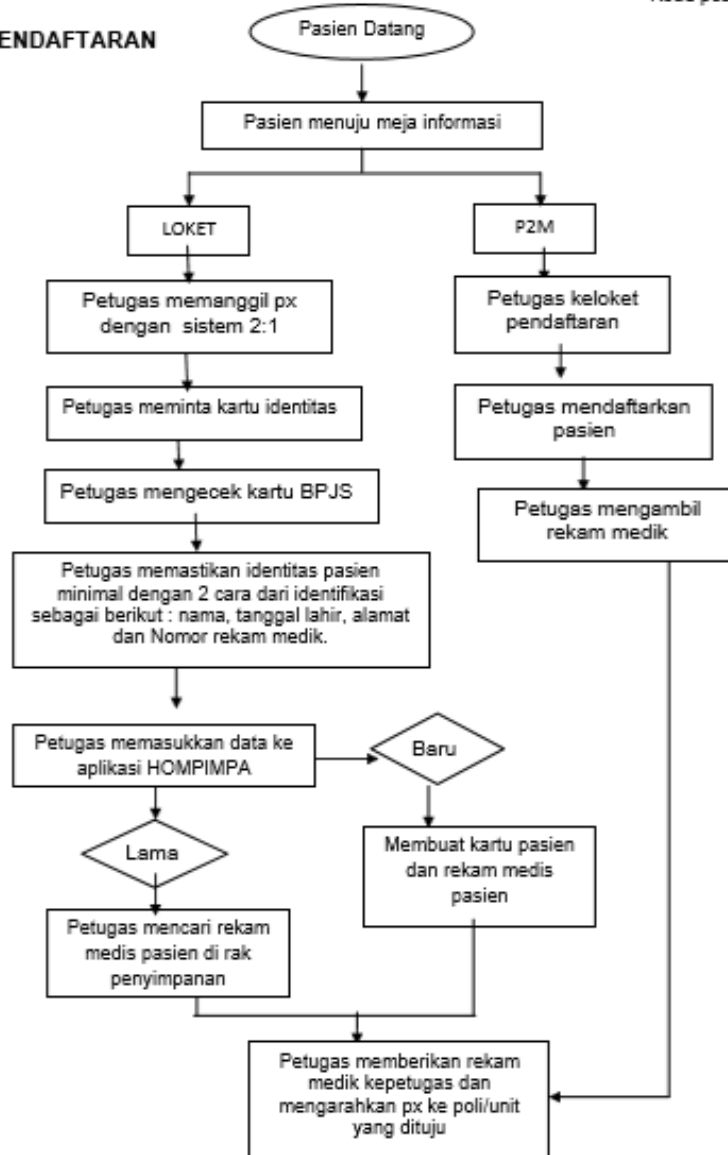 ENDAFTARAN
Pasien Datang
Pasien menuju meja informasi
LOKET
P2M
Petugas memanggil px
dengan sistem 2:1
Petugas keloket
pendaftaran
Petugas meminta kartu identitas
Petugas mendaftarkan
pasien
Petugas mengecek kartu BPJS
Petugas mengambil
rekam medik
Petugas memastikan identitas pasien
minimal dengan 2 cara dari identifikasi
sebagai berikut : nama, tanggal lahir, alamat
dan Nomor rekam medik.
Petugas memasukkan data ke
aplikasi HOMPIMPA
Baru
Lama
Membuat kartu pasien
dan rekam medis
pasien
Petugas mencari rekam
medis pasien di rak
penyimpanan
Petugas memberikan rekam
medik kepetugas dan
mengarahkan px ke poli/unit
yang dituju